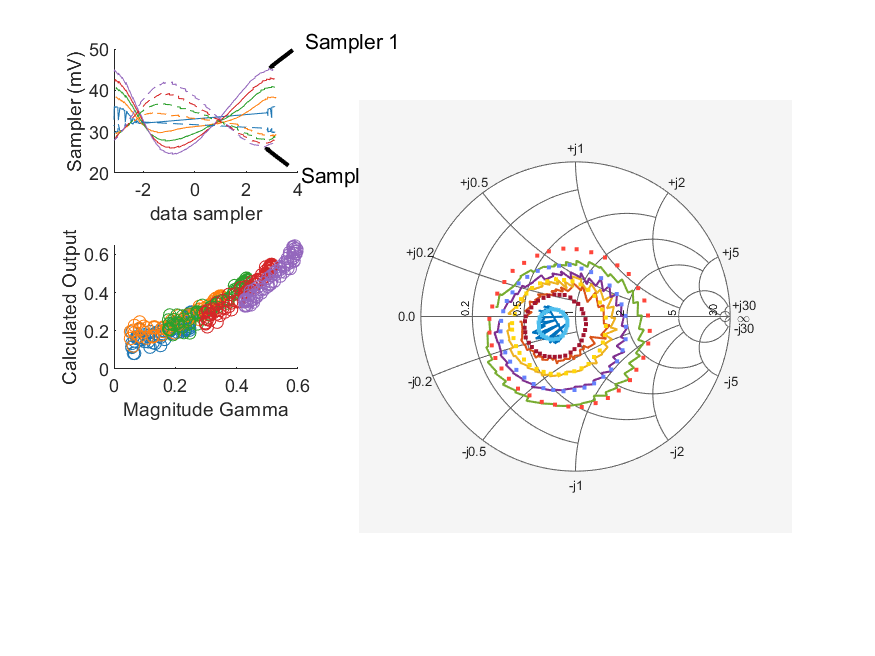 Sampler 1
50
40
30
20
Sampler (mV)
-2
0
2
4
data sampler
Sampl
0.6
0.4
0.2
0
Calculated Output
0
0.2
0.4
0.6
Magnitude Gamma
+j1
+j0.5
+j2
+j0.2
+j5
+j30
0.0
0.2
0.5
1
2
5
30
∞
-j30
-j0.2
-j5
-j0.5
-j2
-j1